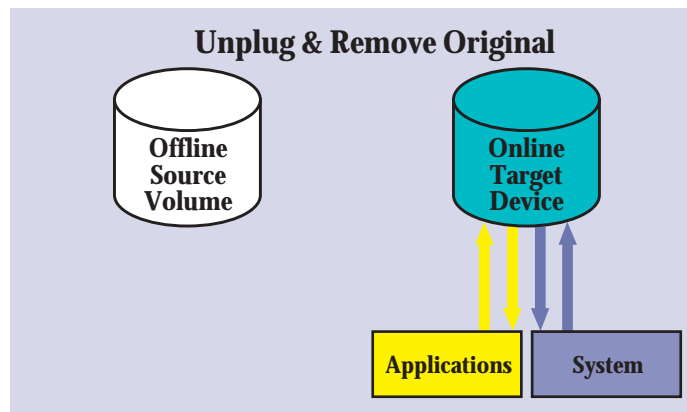 Unplug & Remove Original
Offline
Source
Volume
Online
Target
Device
Applications
System